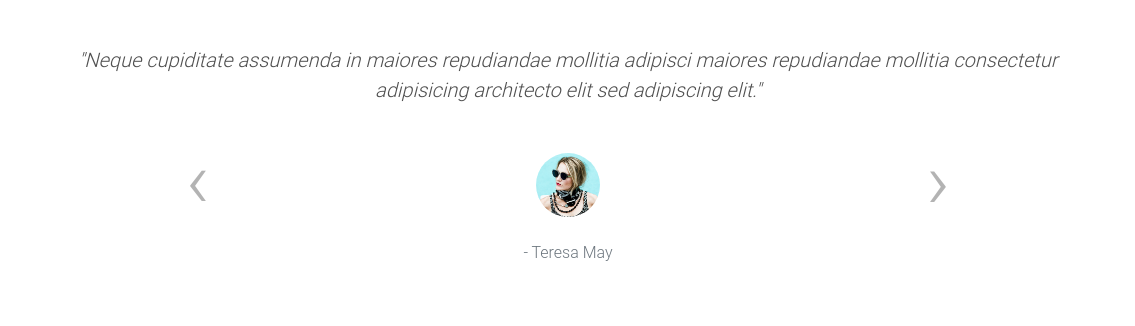 "Neque cupiditate assumenda in maiores repudiandae mollitia adipisci maiores repudiandae mollitia consectetur
adipisicing architecto elit sed adipiscing elit."
- Teresa May